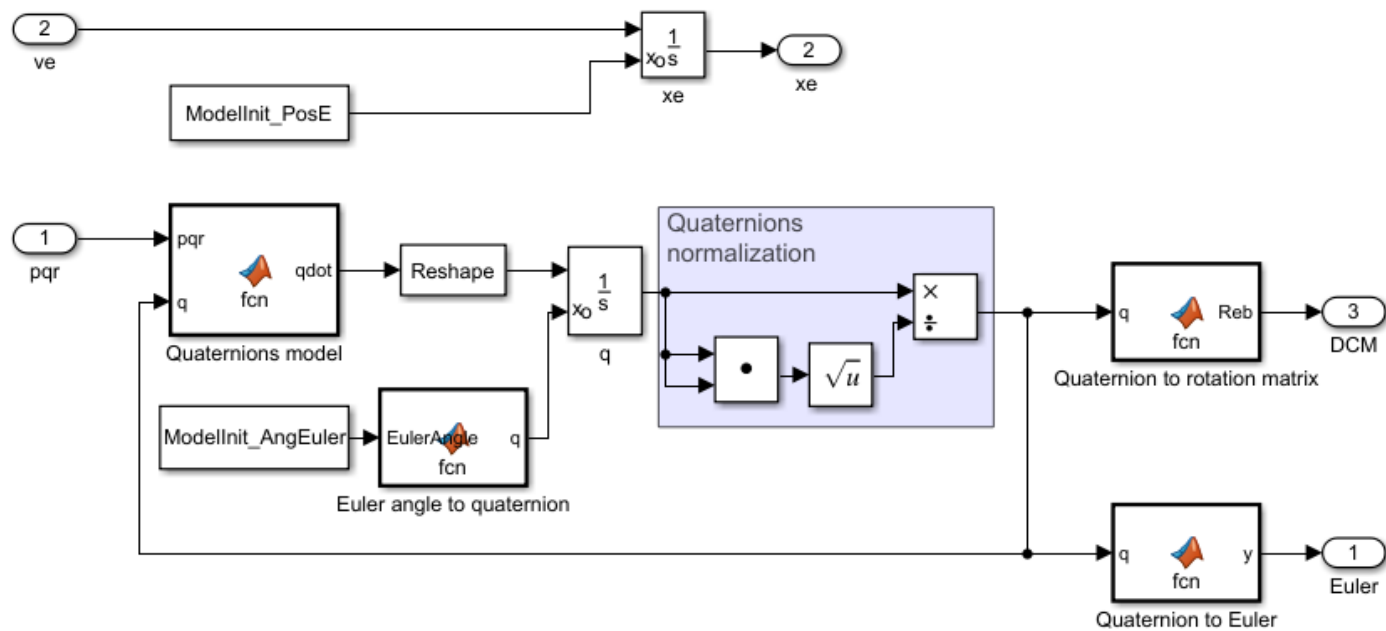 2
ve
ModelInit_PosE
xo 1/s
xe
2
xe
1
pqr
pqr
q
qdot
fcn
Quaternions model
Reshape
xo 1/s
q
Quaternions
normalization
×
÷
√u
ModelInit_AngEuler
EulerAngle
q
fcn
Euler angle to quaternion
q
Reb
fcn
Quaternion to rotation matrix
3
DCM
q
y
fcn
Quaternion to Euler
1
Euler